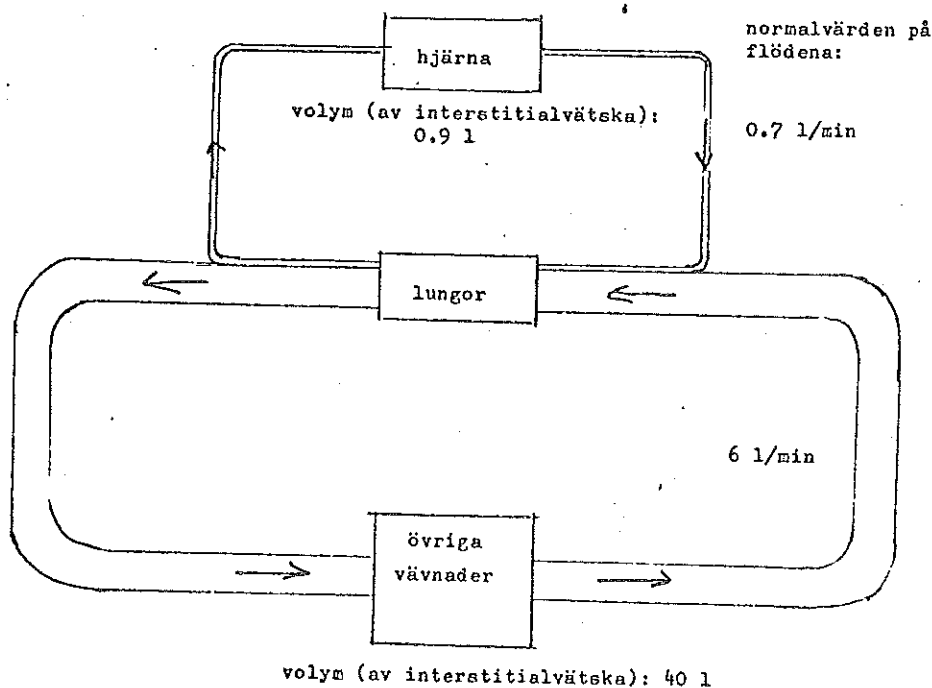 normalvärden på
flödena:
hjärna
volym (av interstitialvätska):
0.9 l
0.7 l/min
lungor
6 l/min
övriga
vävnader
volym (av interstitialvätska): 40 l